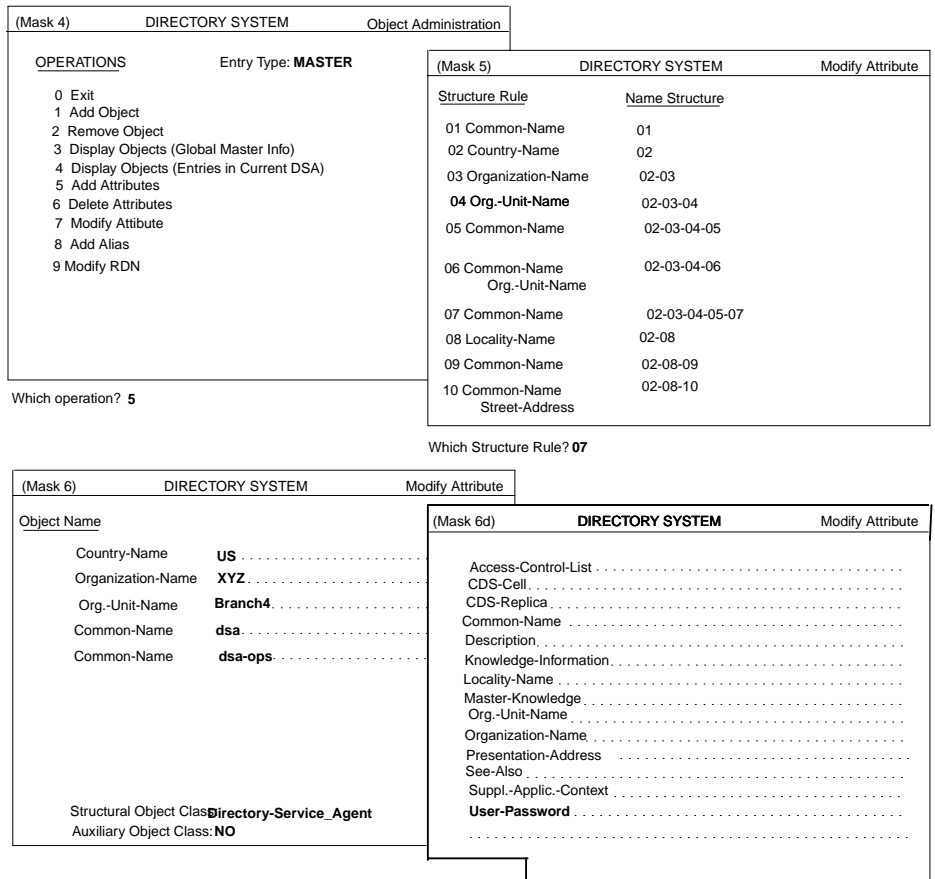 (Mask 4) DIRECTORY SYSTEM Object Administration
OPERATIONS Entry Type: MASTER
0 Exit
1 Add Object
2 Remove Object
3 Display Objects (Global Master Info)
4 Display Objects (Entries in Current DSA)
5 Add Attributes
6 Delete Attributes
7 Modify Attibute
8 Add Alias
9 Modify RDN
Which operation? 5
(Mask 5) DIRECTORY SYSTEM Modify Attribute
Structure Rule Name Structure
01 Common-Name 01
02 Country-Name 02
03 Organization-Name 02-03
04 Org.-Unit-Name 02-03-04
05 Common-Name 02-03-04-05
06 Common-Name 02-03-04-06
Org.-Unit-Name
07 Common-Name 02-03-04-05-07
08 Locality-Name 02-08
09 Common-Name 02-08-09
10 Common-Name 02-08-10
Street-Address
Which Structure Rule? 07
(Mask 6) DIRECTORY SYSTEM Modify Attribute
Object Name
Country-Name US
Organization-Name XYZ
Org.-Unit-Name Branch4
Common-Name dsa
Common-Name dsa-ops
Structural Object Class Directory-Service_Agent
Auxiliary Object Class: NO
(Mask 6d) DIRECTORY SYSTEM Modify Attribute
Access-Control-List
CDS-Cell
CDS-Replica
Common-Name
Description
Knowledge-Information
Locality-Name
Master-Knowledge
Org.-Unit-Name
Organization-Name
Presentation-Address
See-Also
Suppl.-Applic.-Context
User-Password